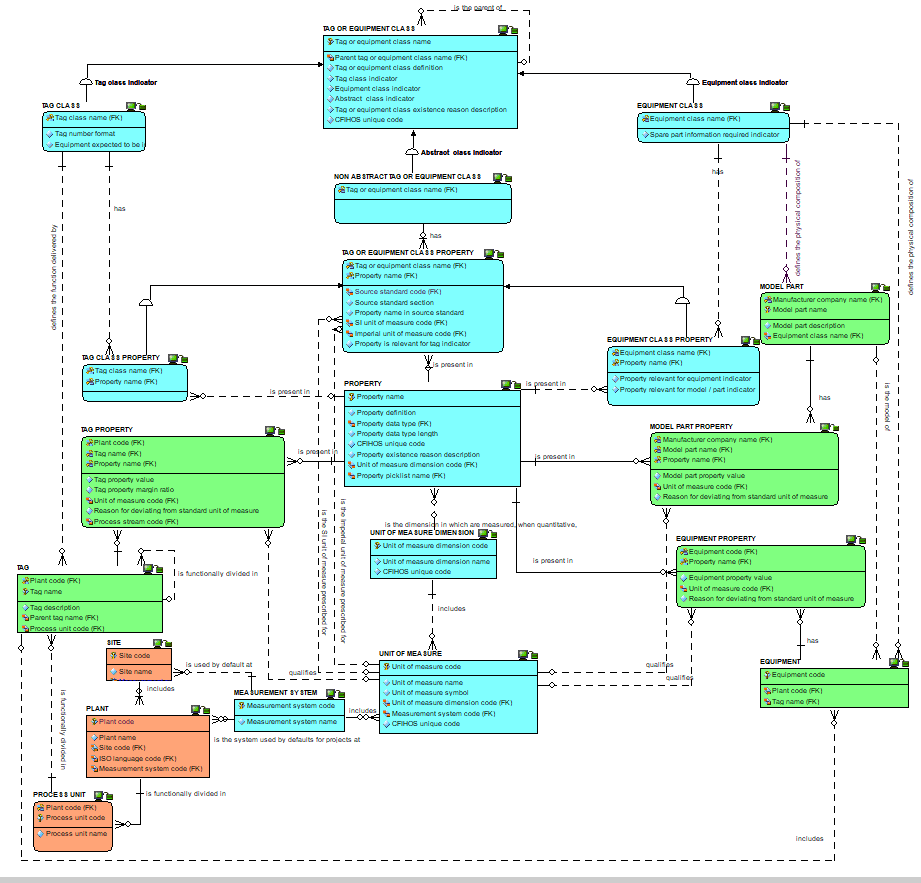 is the parent of
TAG OR EQUIPMENT CLASS
Tag or equipment class name
Parent tag or equipment class name (FK)
Tag or equipment class definition
Tag class indicator
Equipment class indicator
Abstract class indicator
Tag or equipment class existence reason description
CFIHOS unique code
Tag class indicator
Equipment class indicator
TAG CLASS
Tag class name (FK)
Tag number format
Equipment expected to be i
EQUIPMENT CLASS
Equipment class name (FK)
Spare part information required indicator
Abstract class indicator
NON ABSTRACT TAG OR EQUIPMENT CLASS
Tag or equipment class name (FK)
has
has
has
defines the function delivered by
defines the physical composition of
defines the physical composition of
TAG OR EQUIPMENT CLASS PROPERTY
Tag or equipment class name (FK)
Property name (FK)
Source standard code (FK)
Source standard section
Property name in source standard
SI unit of measure code (FK)
Imperial unit of measure code (FK)
Property is relevant for tag indicator
MODEL PART
Manufacturer company name (FK)
Model part name
Model part description
Equipment class name (FK)
TAG CLASS PROPERTY
Tag class name (FK)
Property name (FK)
EQUIPMENT CLASS PROPERTY
Equipment class name (FK)
Property name (FK)
Property relevant for equipment indicator
Property relevant for model / part indicator
is present in
is present in
is present in
has
is the model of
PROPERTY
Property name
Property definition
Property data type (FK)
Property data type length
CFIHOS unique code
Property existence reason description
Unit of measure dimension code (FK)
Property picklist name (FK)
TAG PROPERTY
Plant code (FK)
Tag name (FK)
Property name (FK)
Tag property value
Tag property margin ratio
Unit of measure code (FK)
Reason for deviating from standard unit of measure
Process stream code (FK)
MODEL PART PROPERTY
Manufacturer company name (FK)
Model part name (FK)
Property name (FK)
Model part property value
Unit of measure code (FK)
Reason for deviating from standard unit of measure
is present in
is present in
is the SI unit of measure prescribed for
is the Imperial unit of measure prescribed for
is the dimension in which are measured, when quantitative,
UNIT OF MEASURE DIMENSION
Unit of measure dimension code
Unit of measure dimension name
CFIHOS unique code
is present in
EQUIPMENT PROPERTY
Equipment code (FK)
Property name (FK)
Equipment property value
Unit of measure code (FK)
Reason for deviating from standard unit of measure
TAG
Plant code (FK)
Tag name
Tag description
Parent tag name (FK)
Process unit code (FK)
is functionally divided in
includes
has
SITE
Site code
Site name
is used by default at
includes
UNIT OF MEASURE
Unit of measure code
Unit of measure name
Unit of measure symbol
Unit of measure dimension code (FK)
Measurement system code (FK)
CFIHOS unique code
qualifies
qualifies
qualifies
EQUIPMENT
Equipment code
Plant code (FK)
Tag name (FK)
MEASUREMENT SYSTEM
Measurement system code
Measurement system name
includes
is the system used by defaults for projects at
PLANT
Plant code
Plant name
Site code (FK)
ISO language code (FK)
Measurement system code (FK)
is functionally divided in
is functionally divided in
PROCESS UNIT
Plant code (FK)
Process unit code
Process unit name
includes